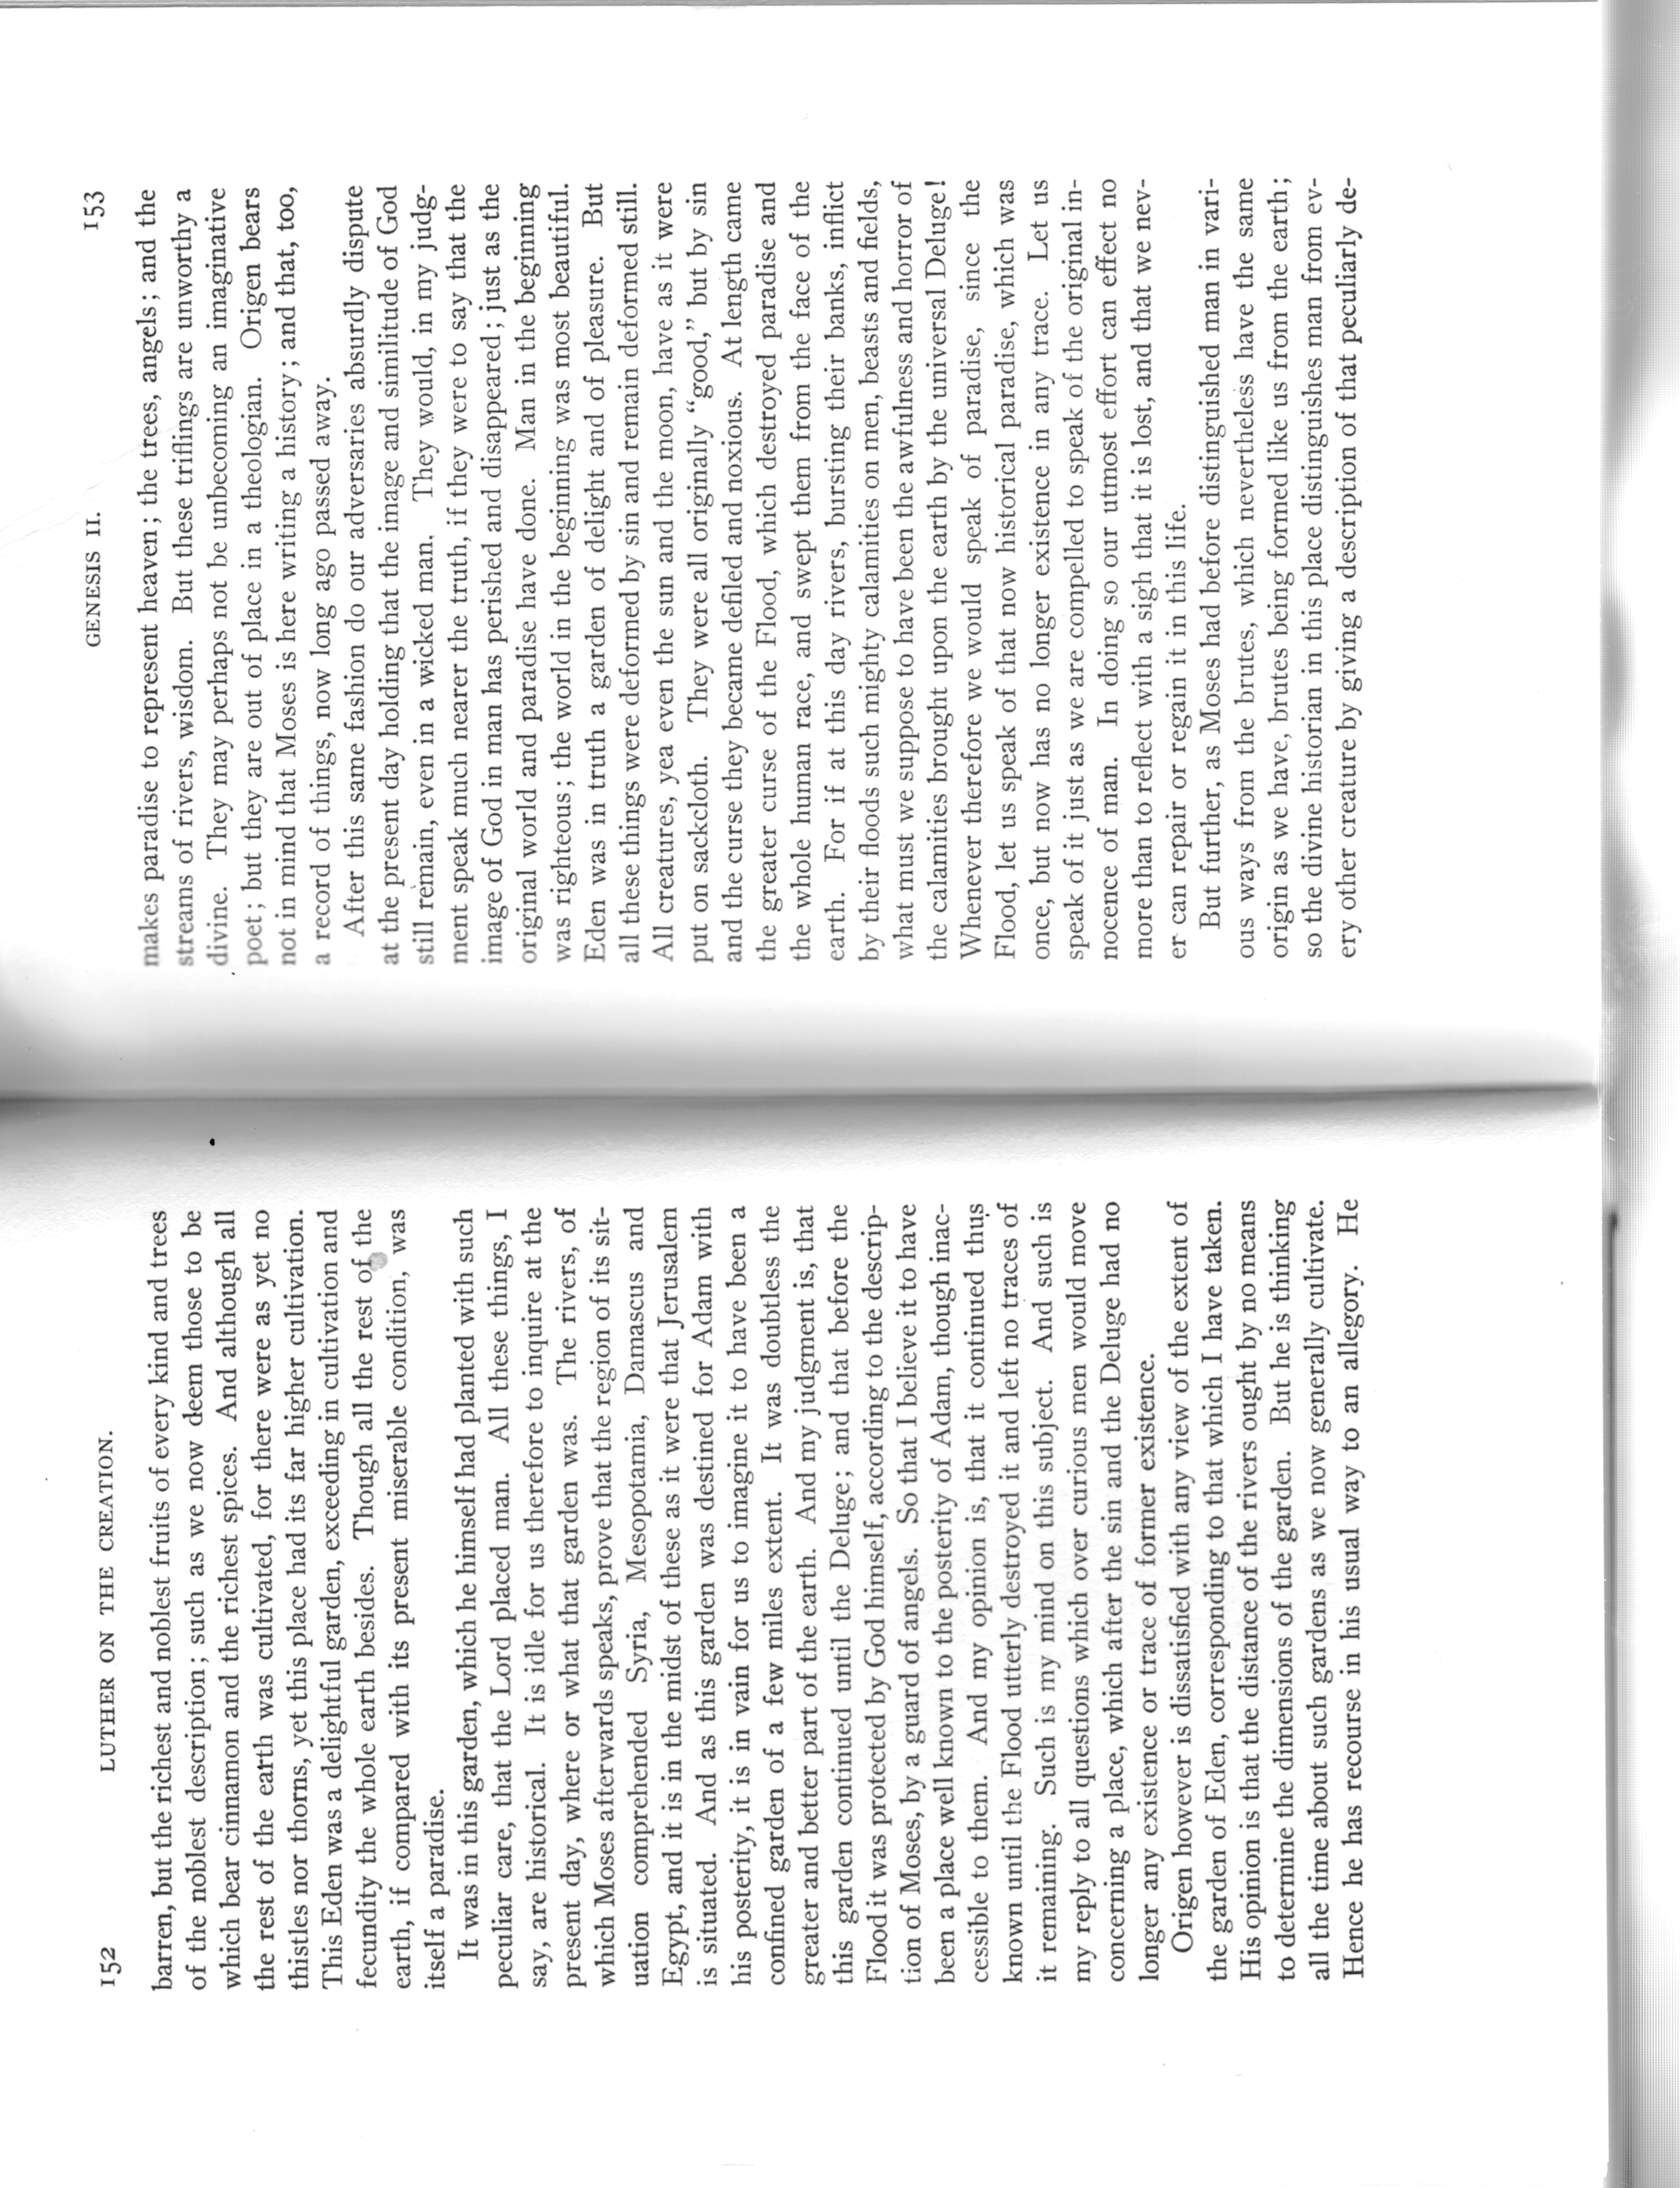 152 LUTHER ON THE CREATION.
barren, but the richest and noblest fruits of every kind and trees
of the noblest description; such as we now deem those to be
which bear cinnamon and the richest spices. And although all
the rest of the earth was cultivated, for there were as yet no
thistles nor thorns, yet this place had its far higher cultivation.
This Eden was a delightful garden, exceeding in cultivation and
fecundity the whole earth besides. Though all the rest of the
earth, if compared with its present miserable condition, was
itself a paradise.
It was in this garden, which he himself had planted with such
peculiar care, that the Lord placed man. All these things, I
say, are historical. It is idle for us therefore to inquire at the
present day, where or what that garden was. The rivers, of
which Moses afterwards speaks, prove that the region of its sit-
uation comprehended Syria, Mesopotamia, Damascus and
Egypt, and it is in the midst of these as it were that Jerusalem
is situated. And as this garden was destined for Adam with
his posterity, it is in vain for us to imagine it to have been a
confined garden of a few miles extent. It was doubtless the
greater and better part of the earth. And my judgment is, that
this garden continued until the Deluge; and that before the
Flood it was protected by God himself, according to the descrip-
tion of Moses, by a guard of angels. So that I believe it to have
been a place well known to the posterity of Adam, though inac-
cessible to them. And my opinion is, that it continued thus
known until the Flood utterly destroyed it and left no traces of
it remaining. Such is my mind on this subject. And such is
my reply to all questions which over curious men would move
concerning a place, which after the sin and the Deluge had no
longer any existence or trace of former existence.
Origen however is dissatisfied with any view of the extent of
the garden of Eden, corresponding to that which I have taken.
His opinion is that the distance of the rivers ought by no means
to determine the dimensions of the garden. But he is thinking
all the time about such gardens as we now generally cultivate.
Hence he has recourse in his usual way to an allegory. He
GENESIS II. 153
makes paradise to represent heaven; the trees, angels; and the
streams of rivers, wisdom. But these triflings are unworthy a
divine. They may perhaps not be unbecoming an imaginative
poet; but they are out of place in a theologian. Origen bears
not in mind that Moses is here writing a history; and that, too,
a record of things, now long ago passed away.
After this same fashion do our adversaries absurdly dispute
at the present day holding that the image and similitude of God
still remain, even in a wicked man. They would, in my judg-
ment speak much nearer the truth, if they were to say that the
image of God in man has perished and disappeared; just as the
original world and paradise have done. Man in the beginning
was righteous; the world in the beginning was most beautiful.
Eden was in truth a garden of delight and of pleasure. But
all these things were deformed by sin and remain deformed still.
All creatures, yea even the sun and the moon, have as it were
put on sackcloth. They were all originally “good,” but by sin
and the curse they became defiled and noxious. At length came
the greater curse of the Flood, which destroyed paradise and
the whole human race, and swept them from the face of the
earth. For if at this day rivers, bursting their banks, inflict
by their floods such mighty calamities on men, beasts and fields,
what must we suppose to have been the awfulness and horror of
the calamities brought upon the earth by the universal Deluge!
Whenever therefore we would speak of paradise, since the
Flood, let us speak of that now historical paradise, which was
once, but now has no longer existence in any trace. Let us
speak of it just as we are compelled to speak of the original in-
nocence of man. In doing so our utmost effort can effect no
more than to reflect with a sigh that it is lost, and that we nev-
er can repair or regain it in this life.
But further, as Moses had before distinguished man in vari-
ous ways from the brutes, which nevertheless have the same
origin as we have, brutes being formed like us from the earth;
so the divine historian in this place distinguishes man from ev-
ery other creature by giving a description of that peculiarly de-